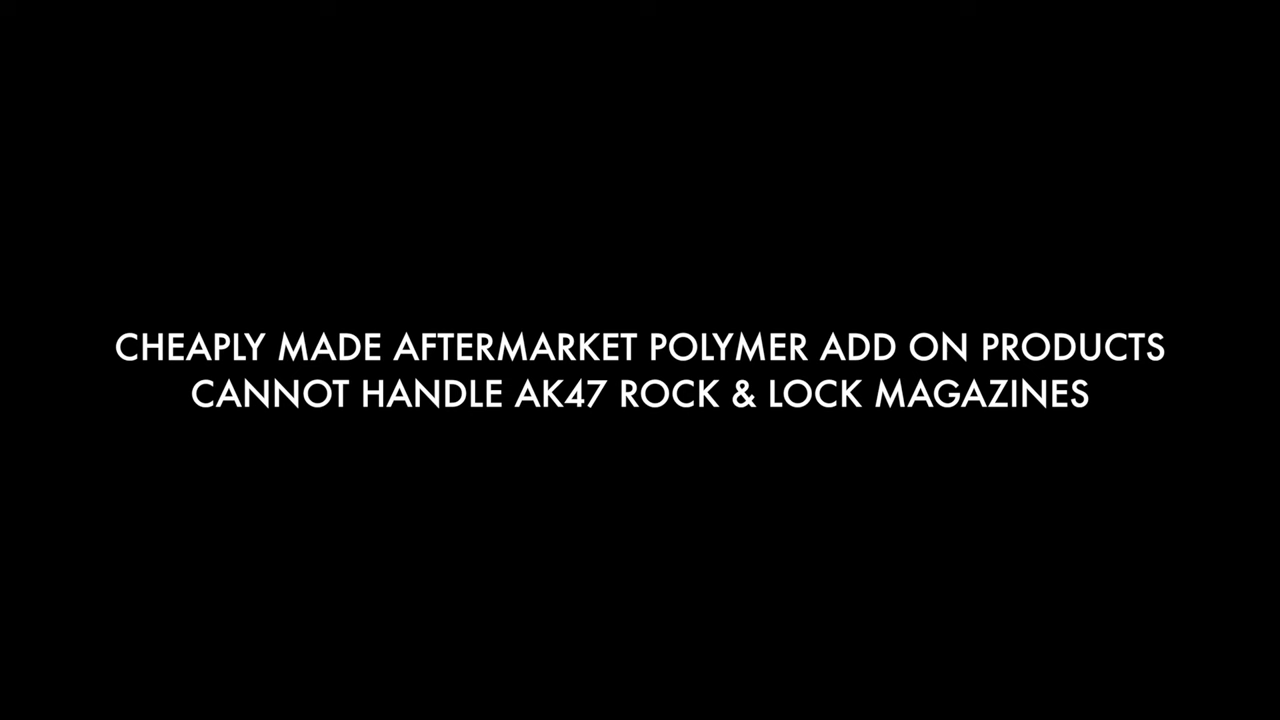 CHEAPLY MADE AFTERMARKET POLYMER ADD ON PRODUCTS
CANNOT HANDLE AK47 ROCK & LOCK MAGAZINES